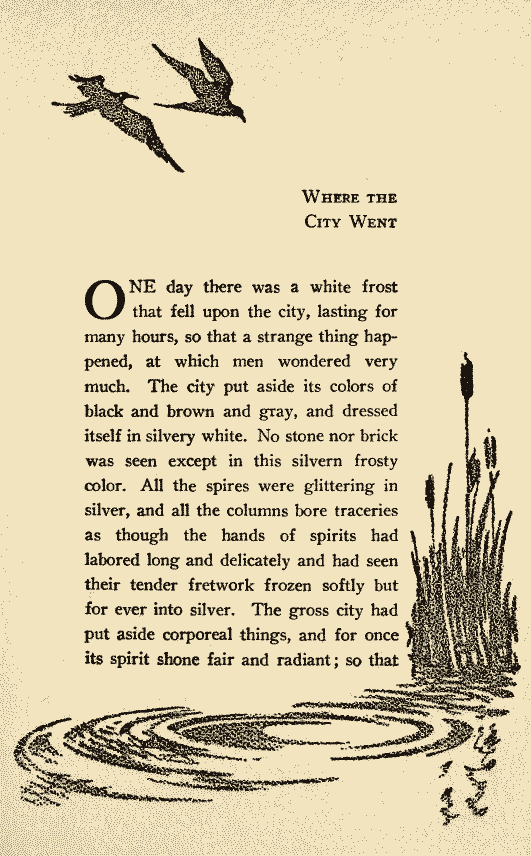 WHERE THE
CITY WENT
ONE day there was a white frost
that fell upon the city, lasting for
many hours, so that a strange thing hap-
pened, at which men wondered very
much. The city put aside its colors of
black and brown and gray, and dressed
itself in silvery white. No stone nor brick
was seen except in this silvern frosty
color. All the spires were glittering in
silver, and all the columns bore traceries
as though the hands of spirits had
labored long and delicately and had seen
their tender fretwork frozen softly but
for ever into silver. The gross city had
put aside corporeal things, and for once
its spirit shone fair and radiant; so that